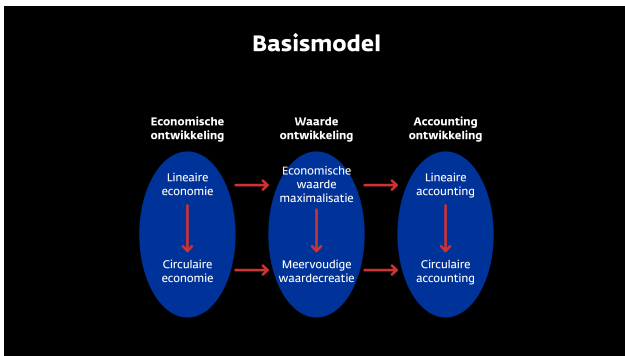 Basismodel
Economische
ontwikkeling
Waarde
ontwikkeling
Accounting
ontwikkeling
Lineaire
economie
Economische
waarde
maximalisatie
Lineaire
accounting
Circulaire
economie
Meervoudige
waardecreatie
Circulaire
accounting